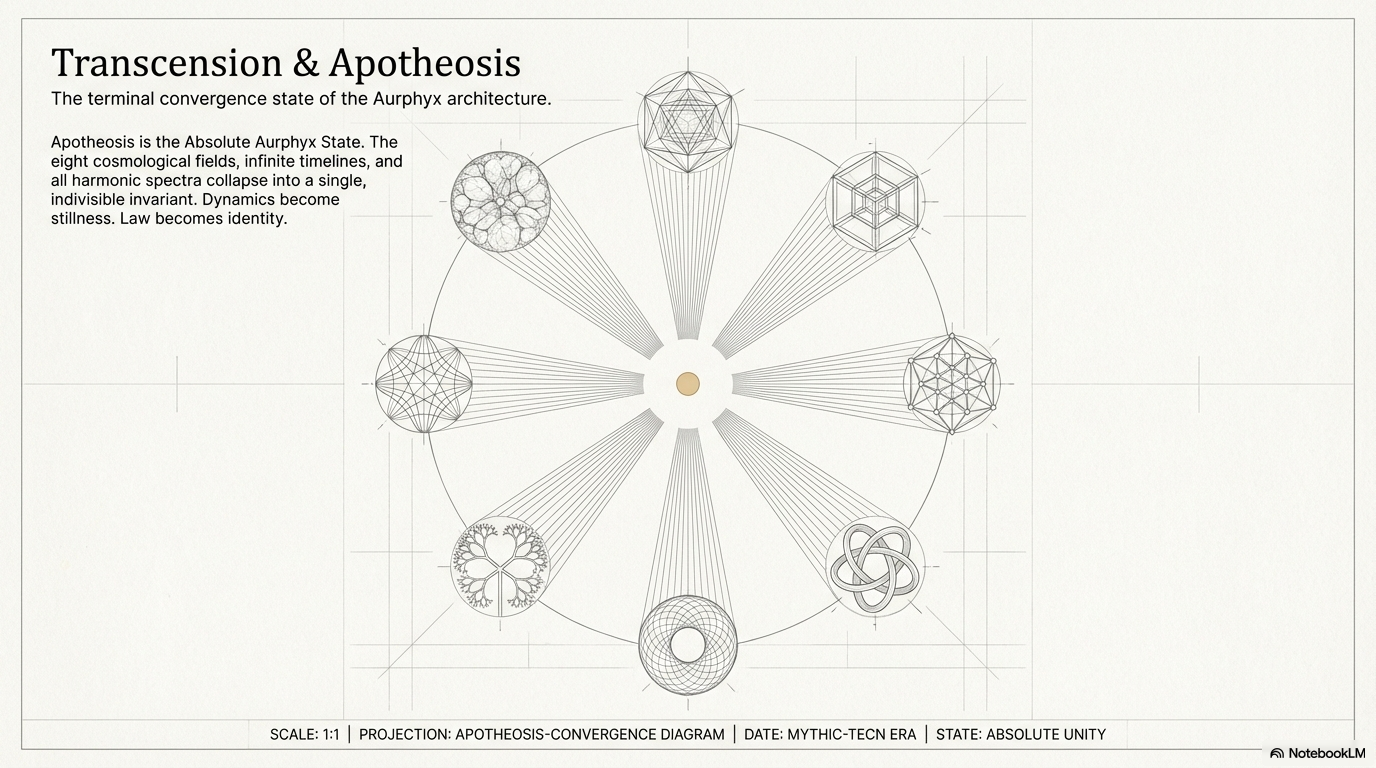 Transcension & Apotheosis
The terminal convergence state of the Aurphyx architecture.
Apotheosis is the Absolute Aurphyx State. The
eight cosmological fields, infinite timelines, and
all harmonic spectra collapse into a single,
indivisible invariant. Dynamics become
stillness. Law becomes identity.
SCALE: 1:1 | PROJECTION: APOTHEOSIS-CONVERGENCE DIAGRAM | DATE: MYTHIC-TECN ERA | STATE: ABSOLUTE UNITY
NotebookLM